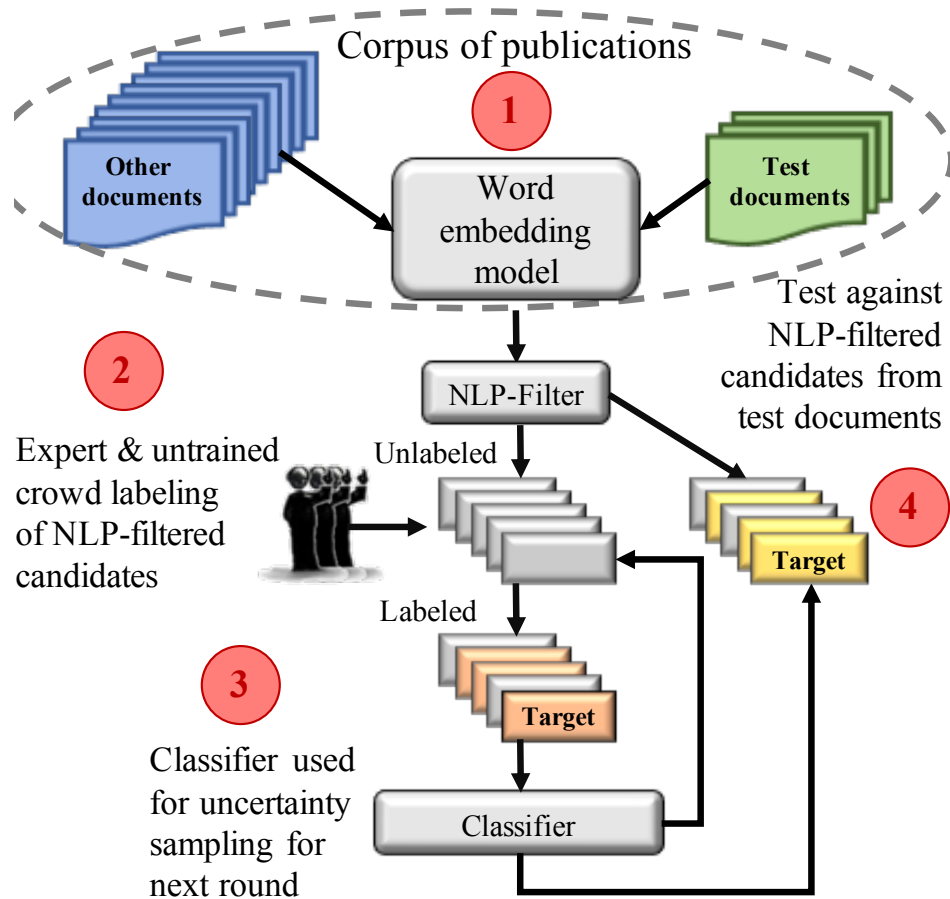 Corpus of publications
1
Other
documents
Word
embedding
model
Test
documents
Test against
NLP-filtered
candidates from
test documents
2
NLP-Filter
Expert & untrained
crowd labeling
of NLP-filtered
candidates
Unlabeled
4
Target
Labeled
3
Target
Classifier used
for uncertainty
sampling for
next round
Classifier